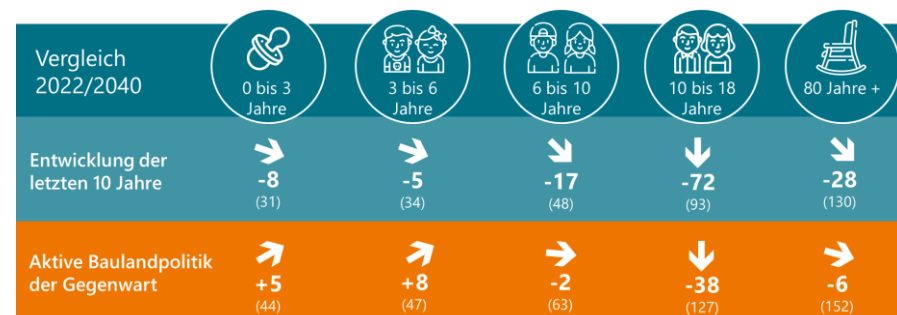 Vergleich
2022/2040
0 bis 3
Jahre
3 bis 6
Jahre
6 bis 10
Jahre
10 bis 18
Jahre
80 Jahre +
Entwicklung der
letzten 10 Jahre
-8
(31)
-5
(34)
-17
(48)
-72
(93)
-28
(130)
Aktive Baulandpolitik
der Gegenwart
+5
(44)
+8
(47)
-2
(63)
-38
(127)
-6
(152)